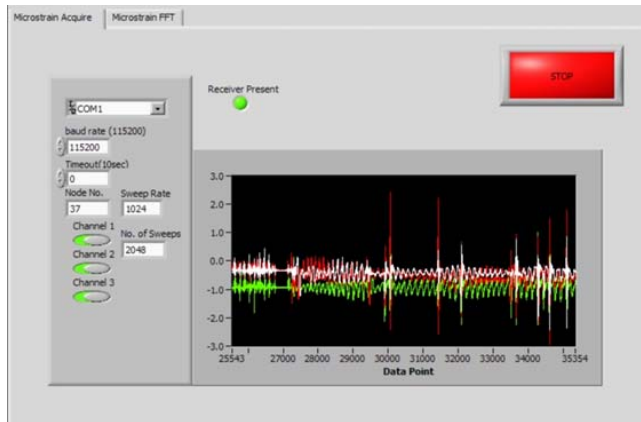 Microstrain Acquire Microstrain FFT
STOP
Receiver Present
COM1
baud rate (115200)
115200
Timeout(10sec)
0
Node No. Sweep Rate
37 1024
Channel 1
No. of Sweeps
2048
Channel 2
Channel 3
3.0
2.0
1.0
0.0
-1.0
-2.0
-3.0
25543 27000 28000 29000 30000 31000 32000 33000 34000 35354
Data Point